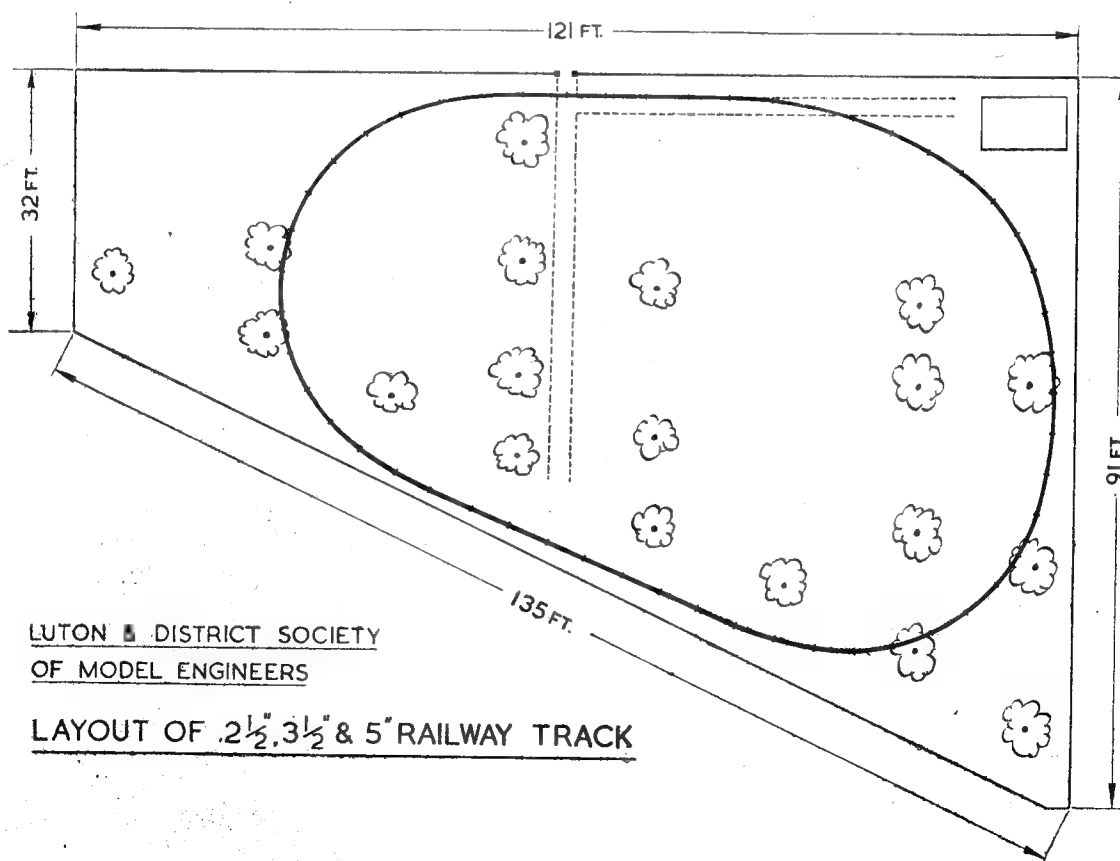 121 FT.
32 FT.
91 FT
135 FT.
LUTON & DISTRICT SOCIETY
OF MODEL ENGINEERS
LAYOUT OF 2½", 3½" & 5" RAILWAY TRACK